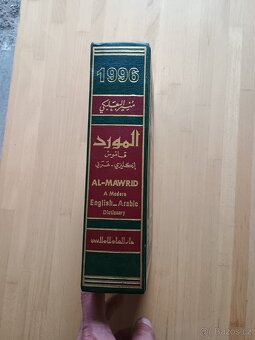 1996
منير البعلبكي
المورد
قاموس
إنكليزي - عربي
AL-MAWRID
A Modern
English - Arabic
Dictionary
دار العلم للملايين